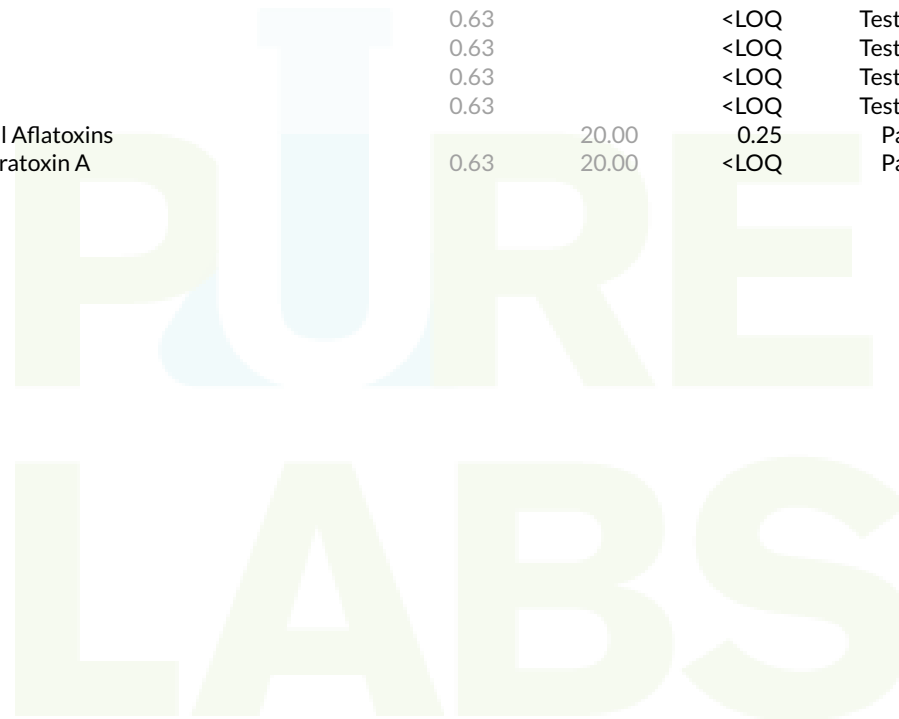 0.63 <LOQ Test
0.63 <LOQ Test
0.63 <LOQ Test
0.63 <LOQ Test
l Aflatoxins 20.00 0.25 Pa
ratoxin A 0.63 20.00 <LOQ Pa
PURE
LABS